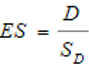 ES = D / S_D